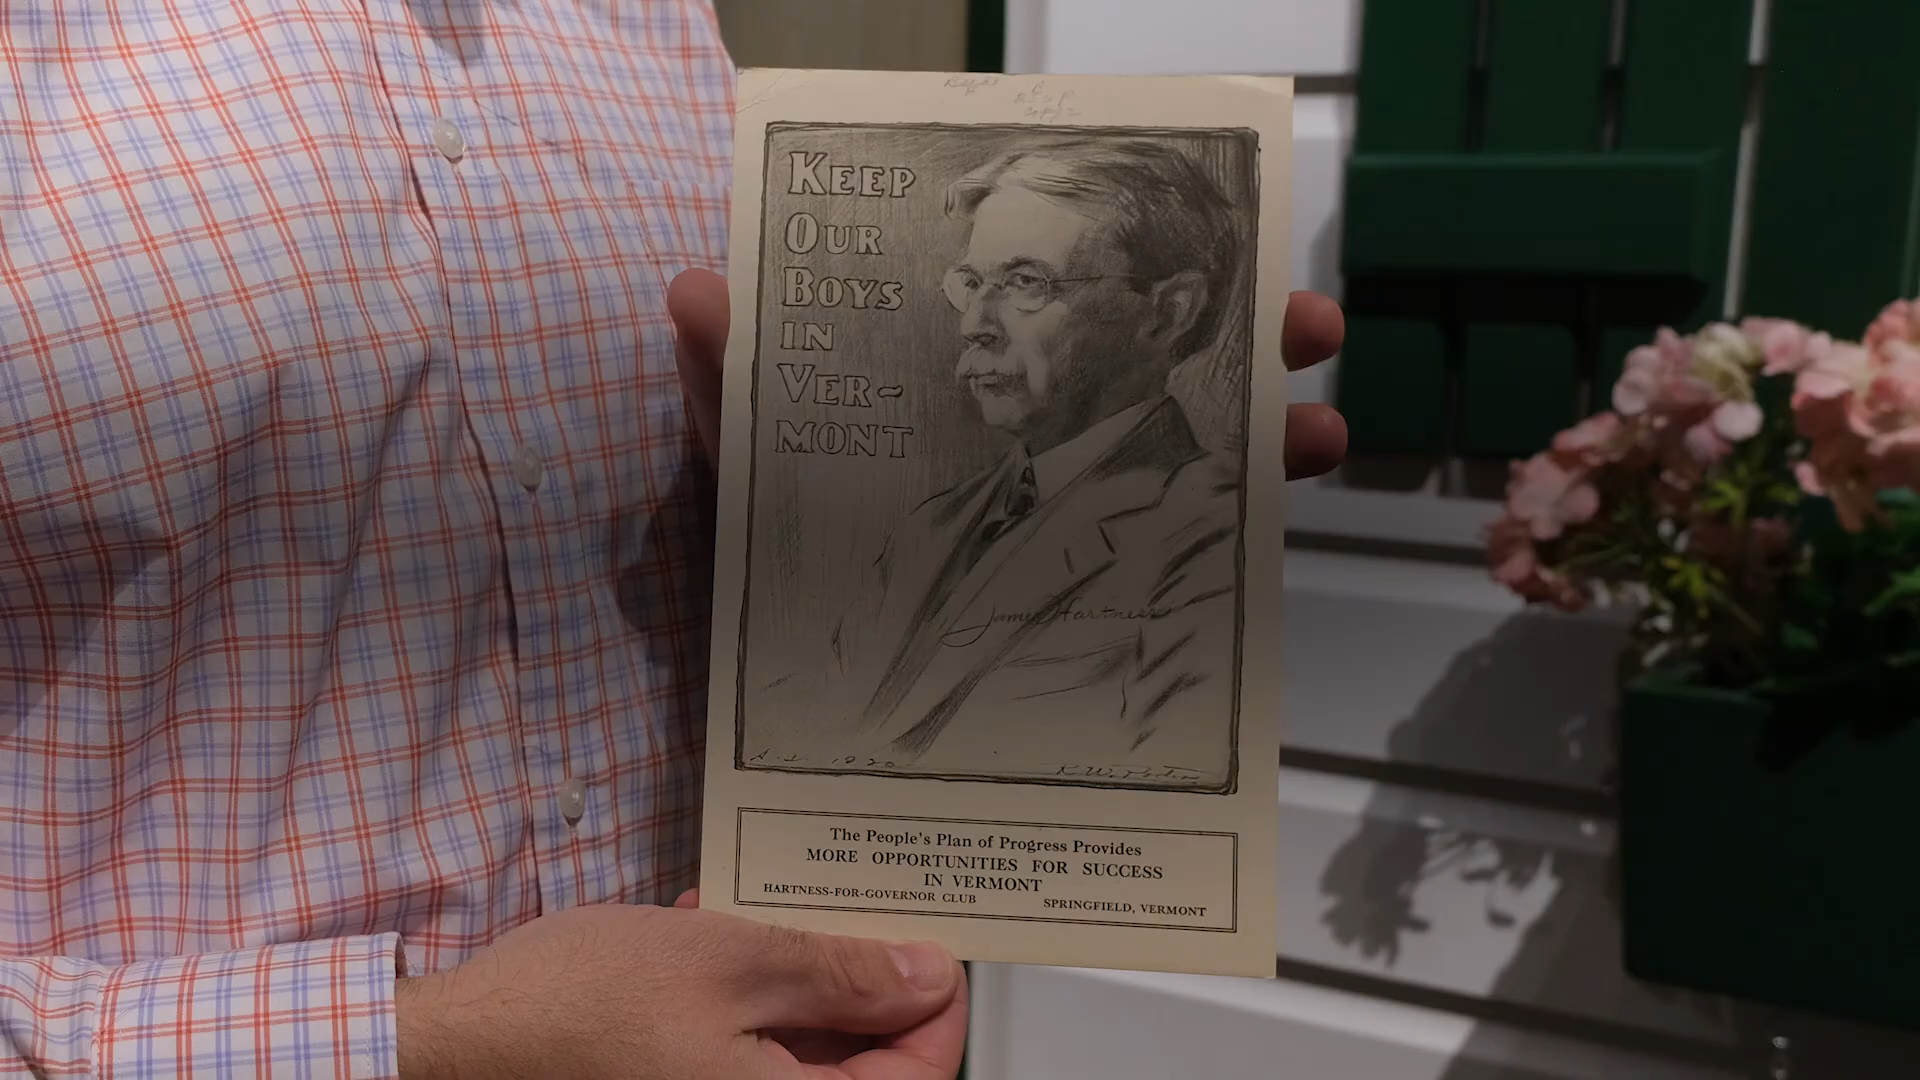 KEEP
OUR
BOYS
IN
VER-
MONT
James Hartness
1920
The People's Plan of Progress Provides
MORE OPPORTUNITIES FOR SUCCESS
IN VERMONT
HARTNESS-FOR-GOVERNOR CLUB SPRINGFIELD, VERMONT